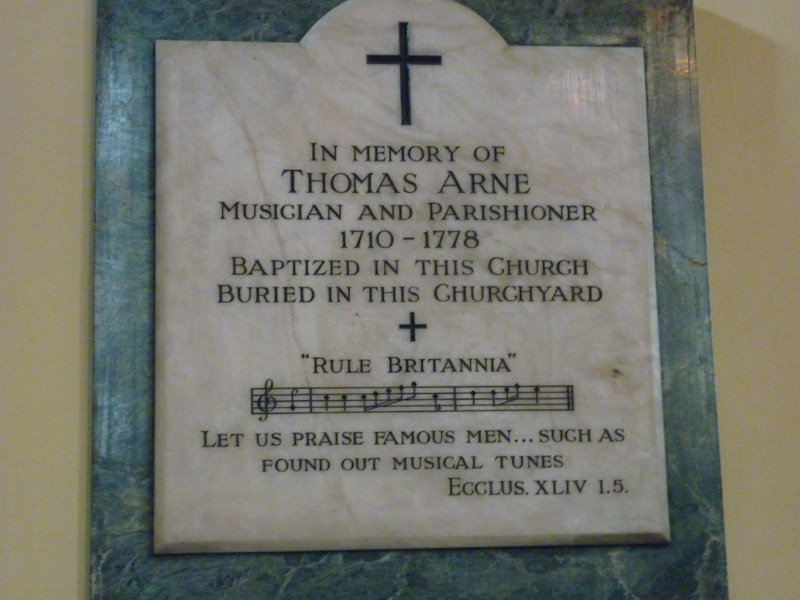 IN MEMORY OF
THOMAS ARNE
MUSICIAN AND PARISHIONER
1710 - 1778
BAPTIZED IN THIS CHURCH
BURIED IN THIS CHURCHYARD
"RULE BRITANNIA"
LET US PRAISE FAMOUS MEN... SUCH AS
FOUND OUT MUSICAL TUNES
ECCLUS. XLIV 1.5.